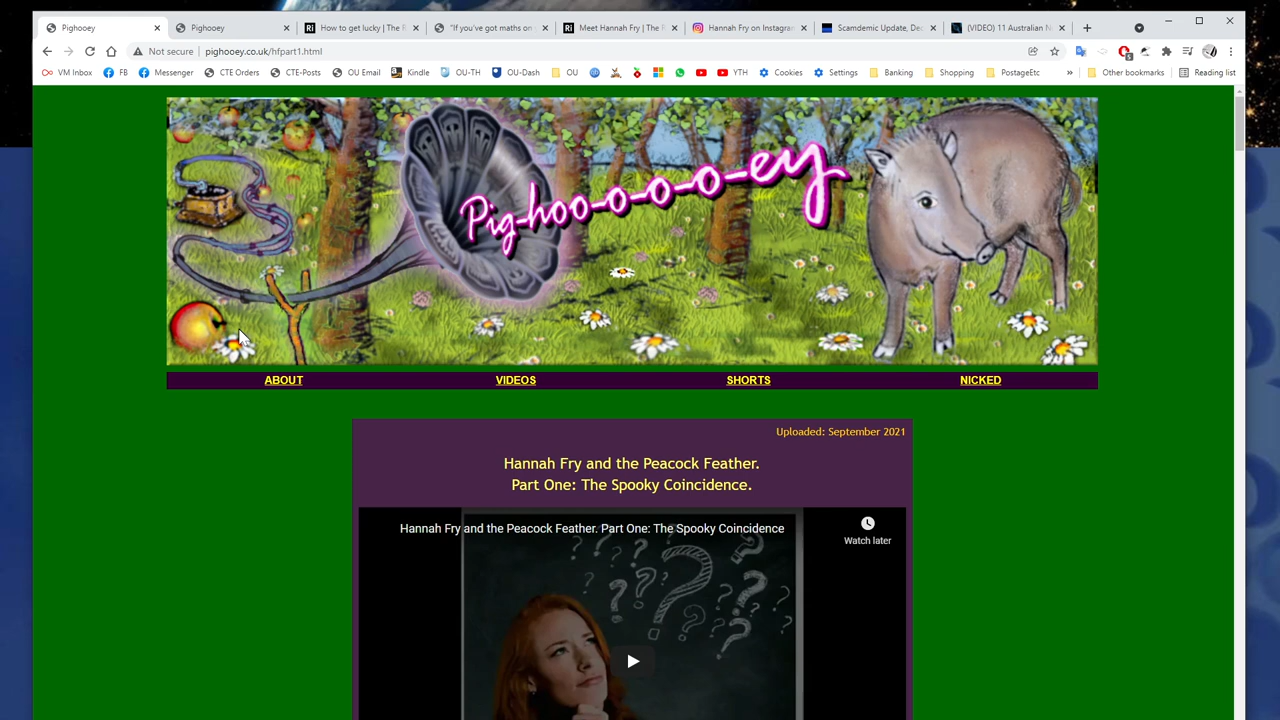 Pighooey
Pighooey
How to get lucky | The R
"If you've got maths on
Meet Hannah Fry | The R
Hannah Fry on Instagram
Scamdemic Update, Dec
(VIDEO) 11 Australian N
Not secure | pighooey.co.uk/hfpart1.html
VM Inbox FB Messenger CTE Orders CTE-Posts OU Email Kindle OU-TH OU-Dash OU YTH Cookies Settings Banking Shopping PostageEtc » Other bookmarks Reading list
Pig-hoo-o-o-o-ey
ABOUT VIDEOS SHORTS NICKED
Uploaded: September 2021
Hannah Fry and the Peacock Feather.
Part One: The Spooky Coincidence.
Hannah Fry and the Peacock Feather. Part One: The Spooky Coincidence
Watch later